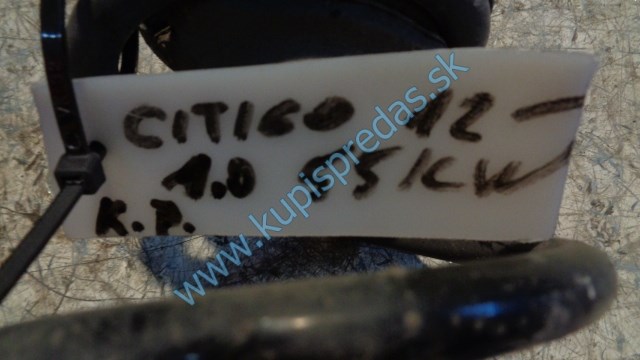 CITIGO 12-
1.0 55KW
K.P.
www.kupispredas.sk